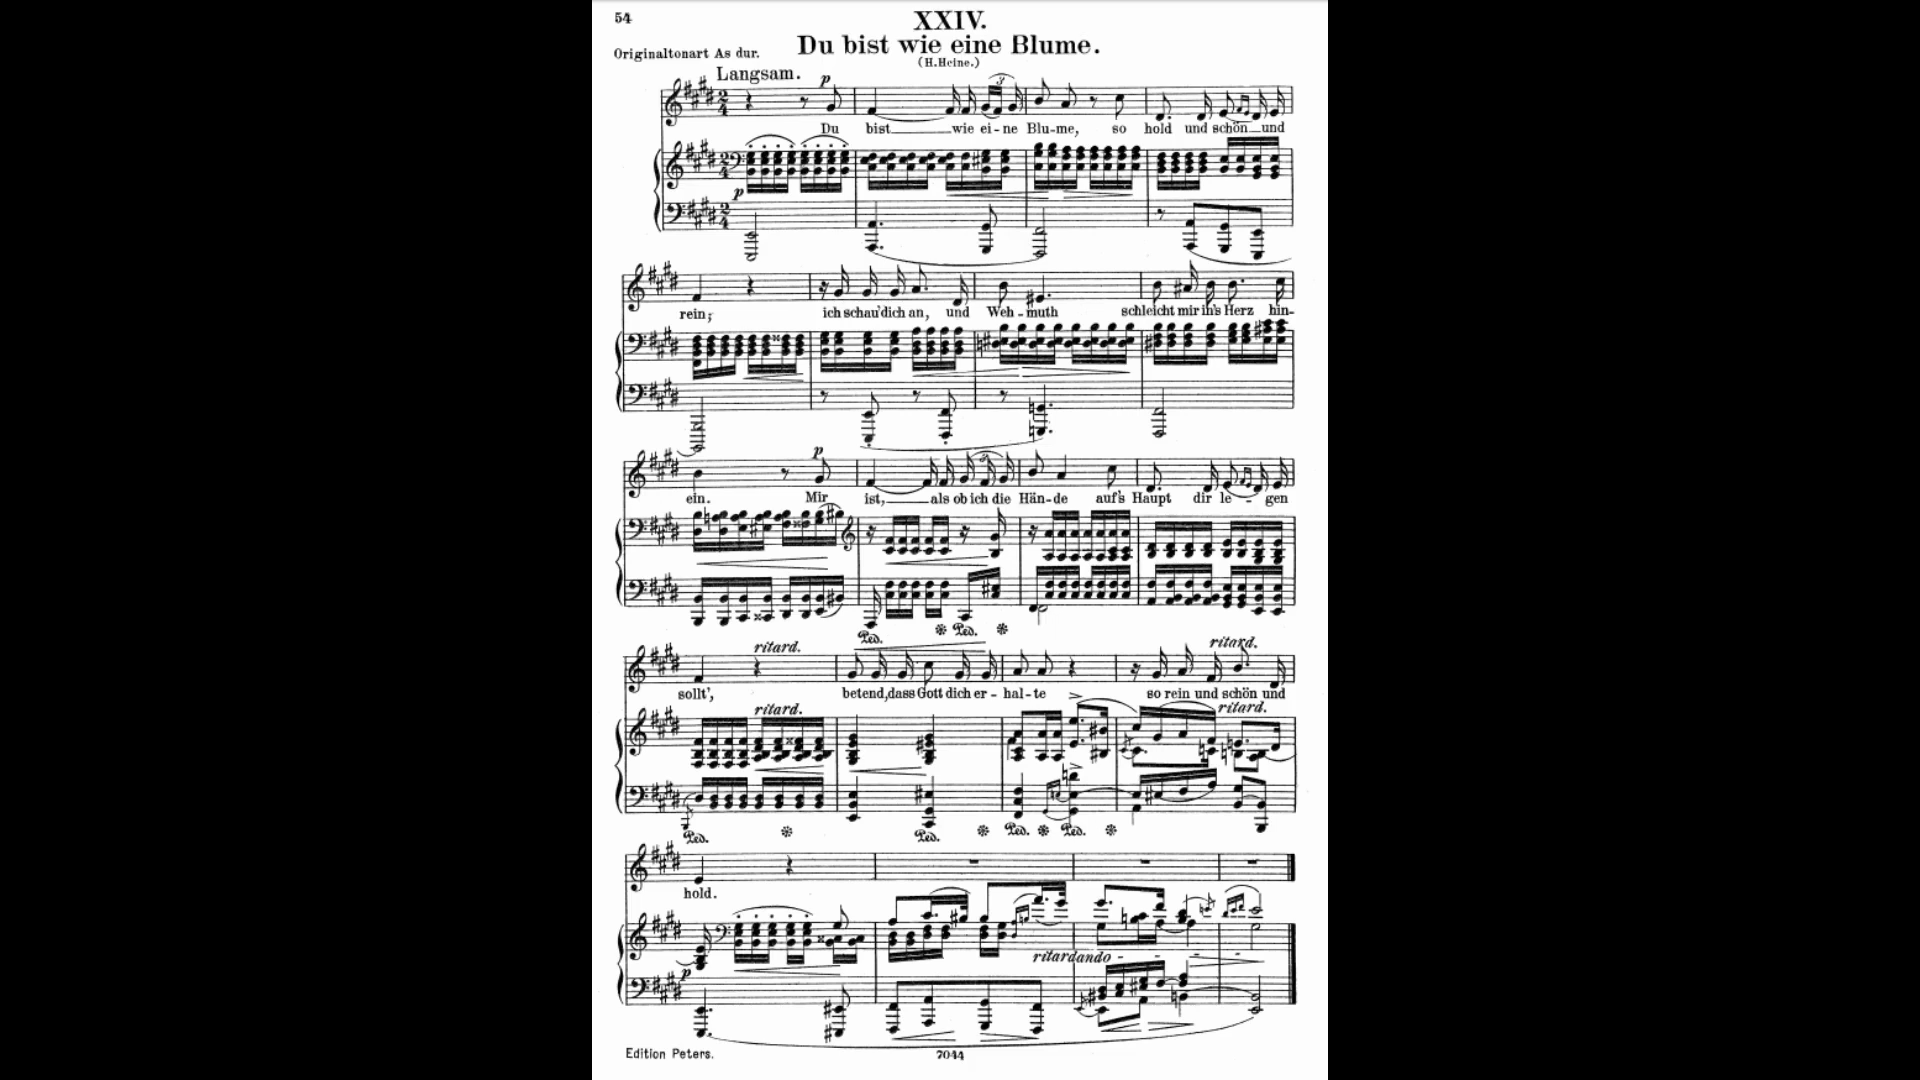 54
XXIV.
Du bist wie eine Blume.
Originaltonart As dur.
(H.Heine.)
Langsam.
p
3
Du bist wie ei-ne Blu-me, so hold und schön und
p
rein; ich schau'dich an, und Weh-muth schleicht mir in's Herz hin-
p
ein. Mir ist, als ob ich die Hän-de auf's Haupt dir le-gen
Ped. Ped.
ritard. ritard.
sollt', betend,dass Gott dich er-hal-te so rein und schön und
ritard. ritard.
Ped. Ped. Ped. Ped.
hold.
p
ritardando
Edition Peters.
7044